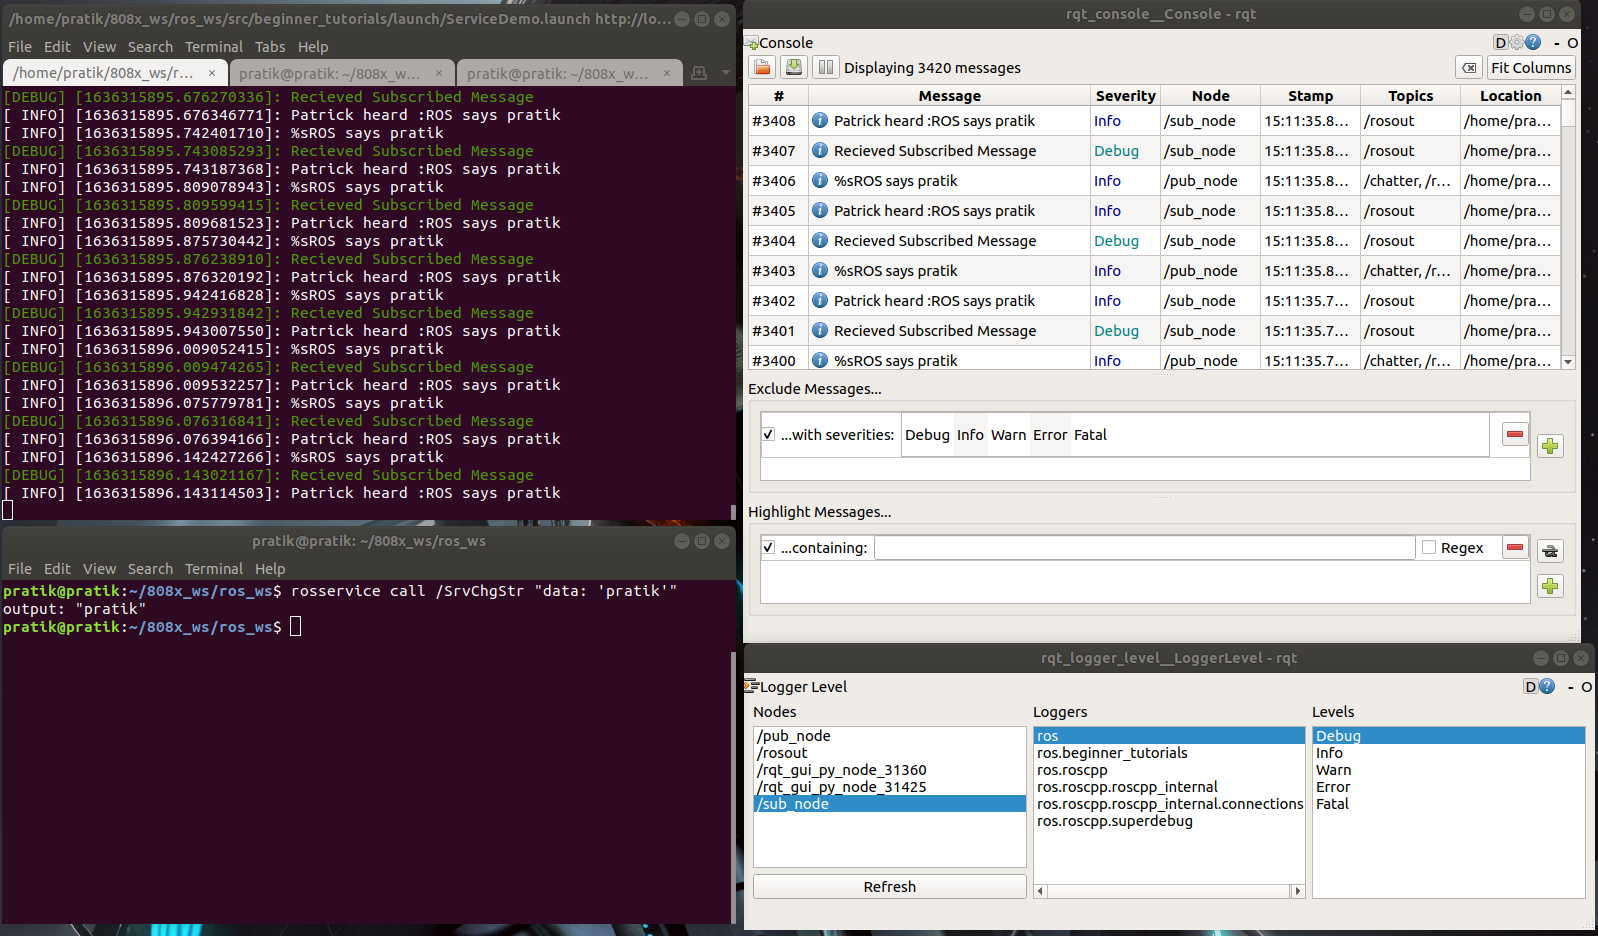 /home/pratik/808x_ws/ros_ws/src/beginner_tutorials/launch/ServiceDemo.launch http://lo...
File Edit View Search Terminal Tabs Help
/home/pratik/808x_ws/r... × pratik@pratik: ~/808x_w... × pratik@pratik: ~/808x_w... ×
[DEBUG] [1636315895.676270336]: Recieved Subscribed Message
[ INFO] [1636315895.676346771]: Patrick heard :ROS says pratik
[ INFO] [1636315895.742401710]: %sROS says pratik
[DEBUG] [1636315895.743085293]: Recieved Subscribed Message
[ INFO] [1636315895.743187368]: Patrick heard :ROS says pratik
[ INFO] [1636315895.809078943]: %sROS says pratik
[DEBUG] [1636315895.809599415]: Recieved Subscribed Message
[ INFO] [1636315895.809681523]: Patrick heard :ROS says pratik
[ INFO] [1636315895.875730442]: %sROS says pratik
[DEBUG] [1636315895.876238910]: Recieved Subscribed Message
[ INFO] [1636315895.876320192]: Patrick heard :ROS says pratik
[ INFO] [1636315895.942416828]: %sROS says pratik
[DEBUG] [1636315895.942931842]: Recieved Subscribed Message
[ INFO] [1636315895.943007550]: Patrick heard :ROS says pratik
[ INFO] [1636315896.009052415]: %sROS says pratik
[DEBUG] [1636315896.009474265]: Recieved Subscribed Message
[ INFO] [1636315896.009532257]: Patrick heard :ROS says pratik
[ INFO] [1636315896.075779781]: %sROS says pratik
[DEBUG] [1636315896.076316841]: Recieved Subscribed Message
[ INFO] [1636315896.076394166]: Patrick heard :ROS says pratik
[ INFO] [1636315896.142427266]: %sROS says pratik
[DEBUG] [1636315896.143021167]: Recieved Subscribed Message
[ INFO] [1636315896.143114503]: Patrick heard :ROS says pratik
pratik@pratik: ~/808x_ws/ros_ws
File Edit View Search Terminal Help
pratik@pratik:~/808x_ws/ros_ws$ rosservice call /SrvChgStr "data: 'pratik'"
output: "pratik"
pratik@pratik:~/808x_ws/ros_ws$
rqt_console__Console - rqt
Console D ? - O
Displaying 3420 messages Fit Columns
# Message Severity Node Stamp Topics Location
#3408 Patrick heard :ROS says pratik Info /sub_node 15:11:35.8... /rosout /home/pra...
#3407 Recieved Subscribed Message Debug /sub_node 15:11:35.8... /rosout /home/pra...
#3406 %sROS says pratik Info /pub_node 15:11:35.8... /chatter, /r... /home/pra...
#3405 Patrick heard :ROS says pratik Info /sub_node 15:11:35.8... /rosout /home/pra...
#3404 Recieved Subscribed Message Debug /sub_node 15:11:35.8... /rosout /home/pra...
#3403 %sROS says pratik Info /pub_node 15:11:35.8... /chatter, /r... /home/pra...
#3402 Patrick heard :ROS says pratik Info /sub_node 15:11:35.7... /rosout /home/pra...
#3401 Recieved Subscribed Message Debug /sub_node 15:11:35.7... /rosout /home/pra...
#3400 %sROS says pratik Info /pub_node 15:11:35.7... /chatter, /r... /home/pra...
Exclude Messages...
...with severities: Debug Info Warn Error Fatal
Highlight Messages...
...containing: Regex
rqt_logger_level__LoggerLevel - rqt
Logger Level D ? - O
Nodes
/pub_node
/rosout
/rqt_gui_py_node_31360
/rqt_gui_py_node_31425
/sub_node
Refresh
Loggers
ros
ros.beginner_tutorials
ros.roscpp
ros.roscpp.roscpp_internal
ros.roscpp.roscpp_internal.connections
ros.roscpp.superdebug
Levels
Debug
Info
Warn
Error
Fatal